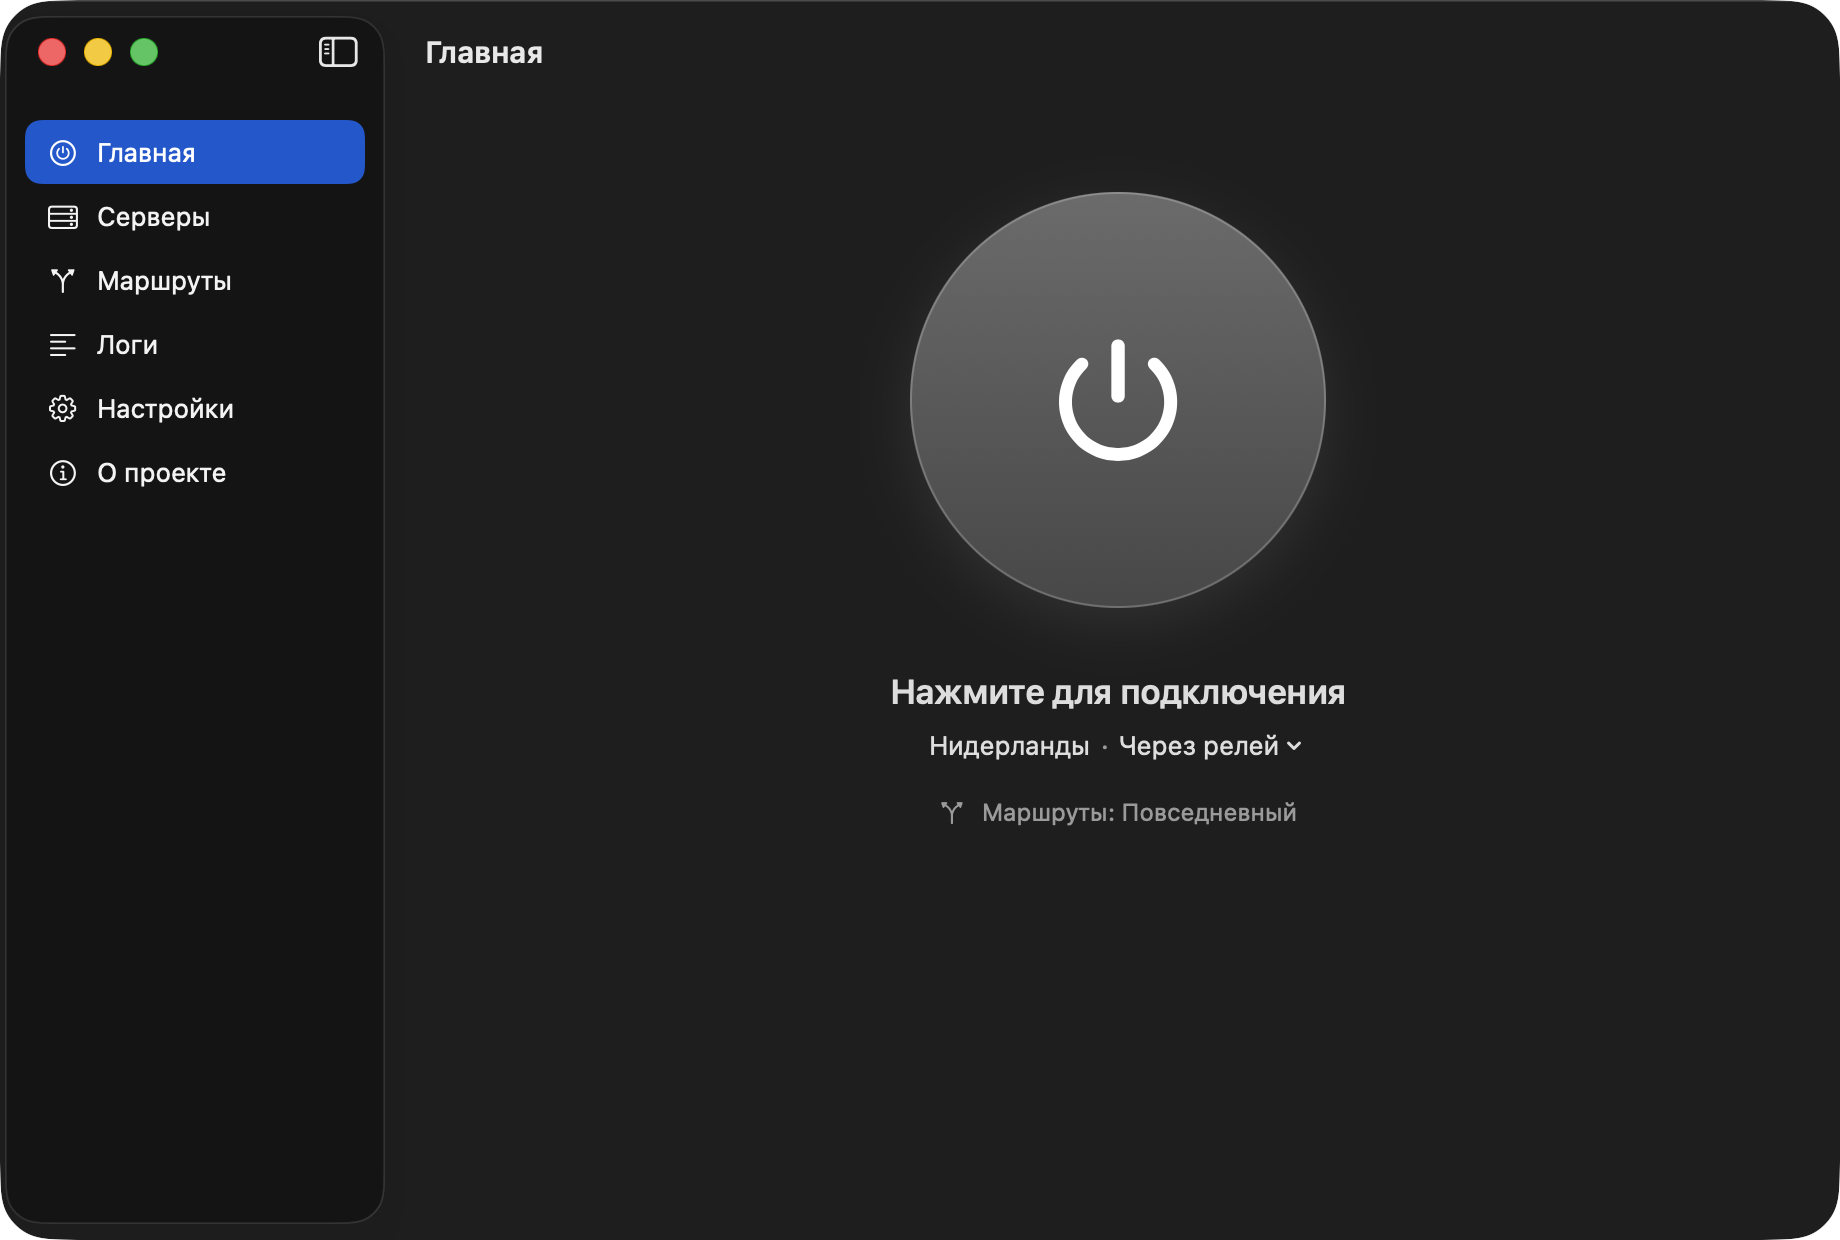 Главная
Главная
Серверы
Маршруты
Логи
Настройки
О проекте
Нажмите для подключения
Нидерланды · Через релей
Маршруты: Повседневный